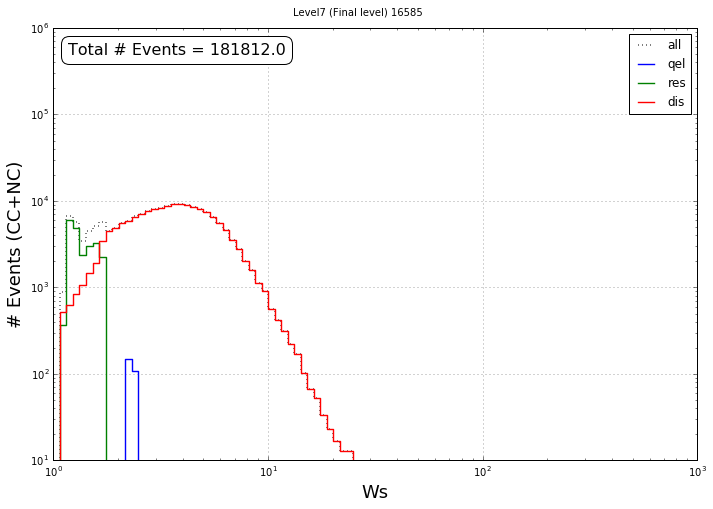 Level7 (Final level) 16585
Total # Events = 181812.0
all
qel
res
dis
# Events (CC+NC)
10^6
10^5
10^4
10^3
10^2
10^1
10^0 10^1 10^2 10^3
Ws